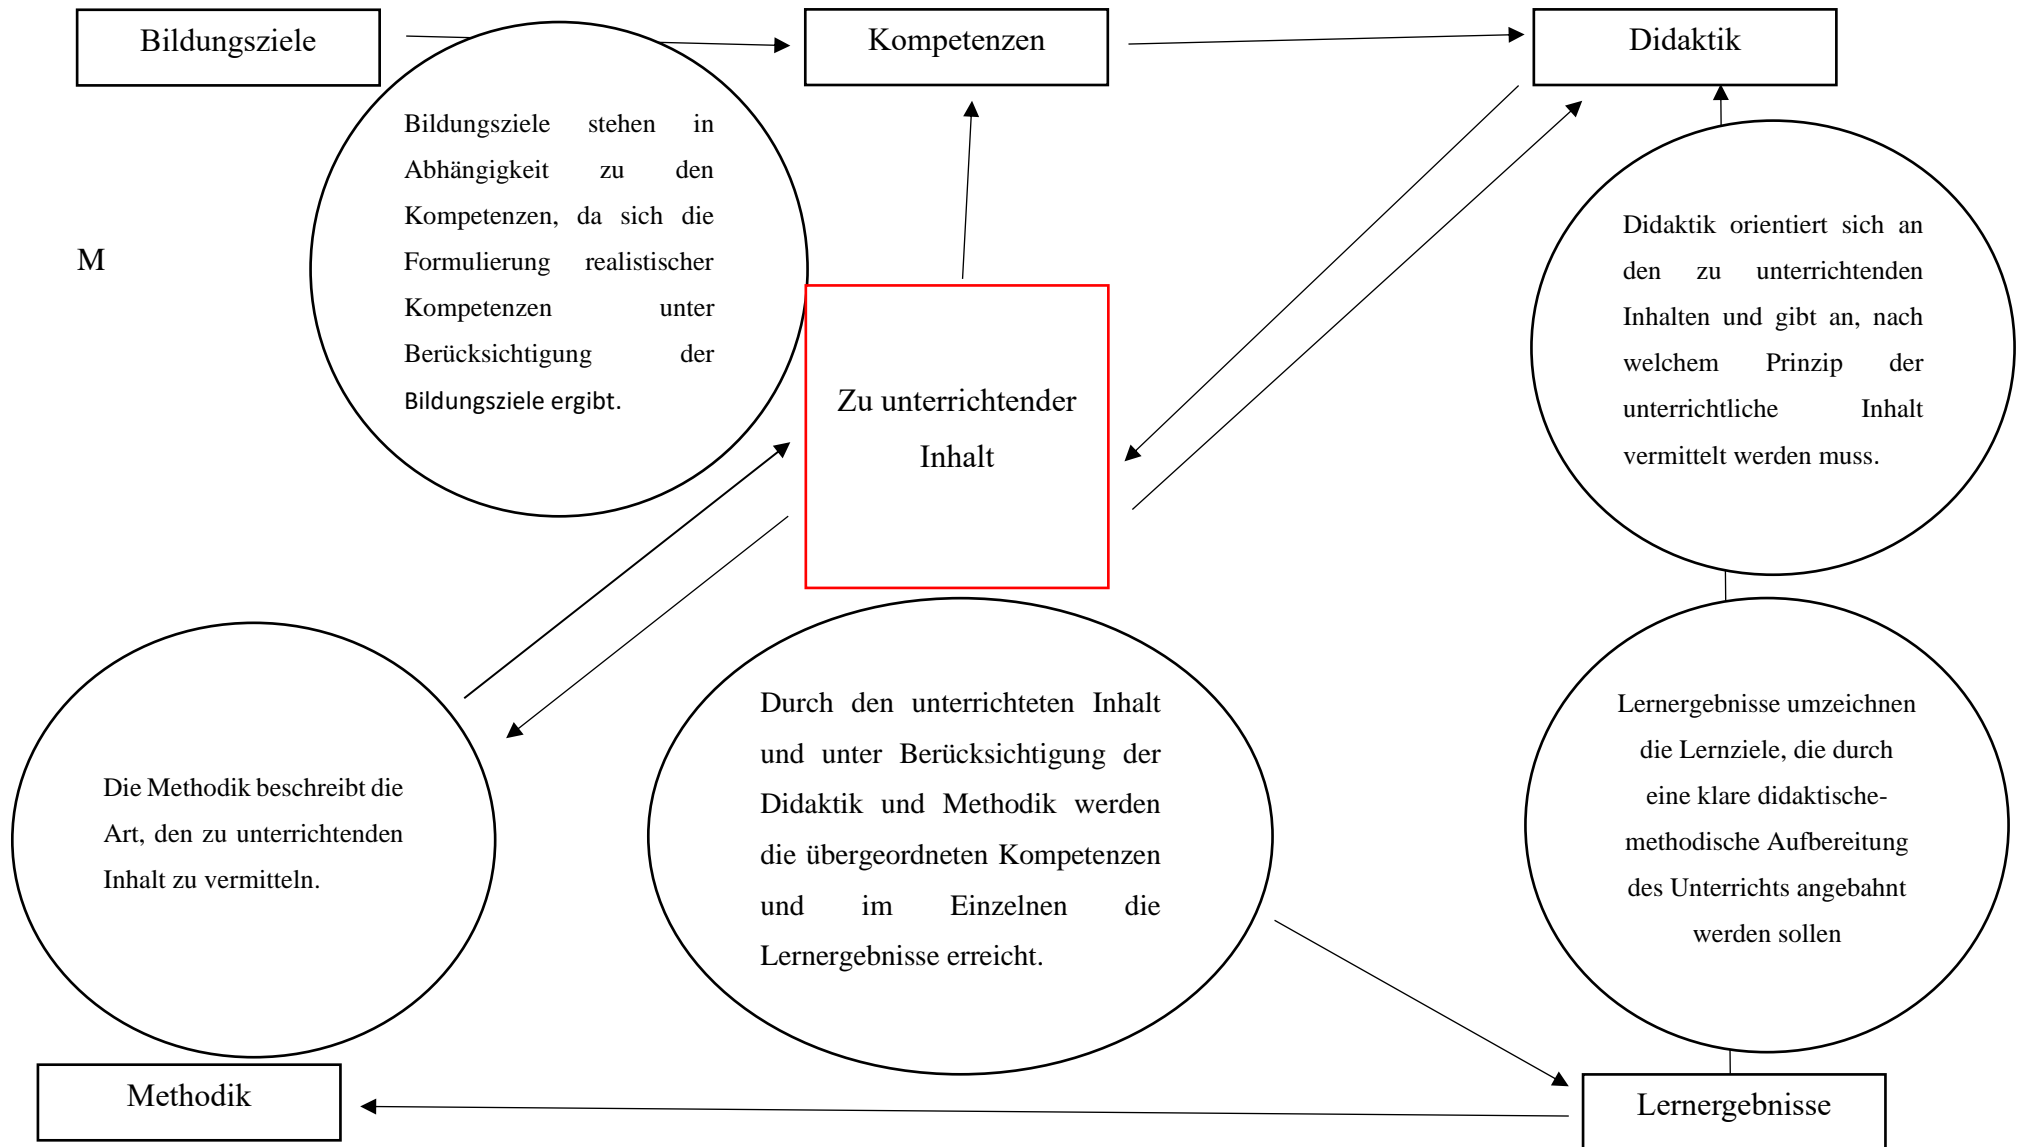 Bildungsziele
Kompetenzen
Didaktik
Bildungsziele stehen in
Abhängigkeit zu den
Kompetenzen, da sich die
Formulierung realistischer
Kompetenzen unter
Berücksichtigung der
Bildungsziele ergibt.
M
Didaktik orientiert sich an
den zu unterrichtenden
Inhalten und gibt an, nach
welchem Prinzip der
unterrichtliche Inhalt
vermittelt werden muss.
Zu unterrichtender
Inhalt
Die Methodik beschreibt die
Art, den zu unterrichtenden
Inhalt zu vermitteln.
Durch den unterrichteten Inhalt
und unter Berücksichtigung der
Didaktik und Methodik werden
die übergeordneten Kompetenzen
und im Einzelnen die
Lernergebnisse erreicht.
Lernergebnisse umzeichnen
die Lernziele, die durch
eine klare didaktische-
methodische Aufbereitung
des Unterrichts angebahnt
werden sollen
Methodik
Lernergebnisse